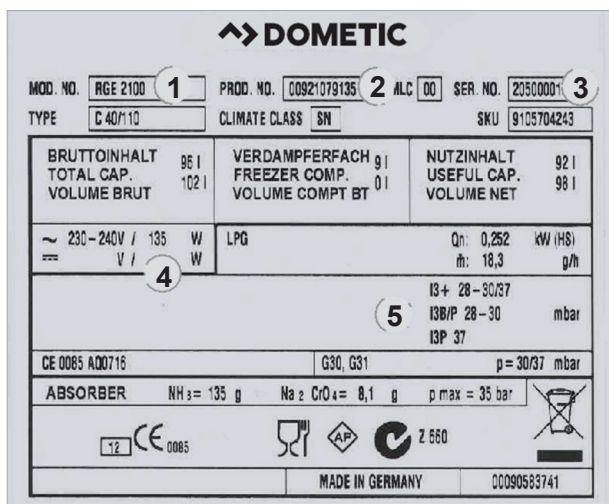 DOMETIC
MOD. NO. RGE 2100 1 PROD. NO. 00921079135 2 MLC 00 SER. NO. 20500001 3
TYPE C 40/110 CLIMATE CLASS SN SKU 9105704243
BRUTTOINHALT 96 l VERDAMPFERFACH 9 l NUTZINHALT 92 l
TOTAL CAP. 102 l FREEZER COMP. 0 l USEFUL CAP. 98 l
VOLUME BRUT VOLUME COMPT BT VOLUME NET
~ 230-240V / 135 W LPG Qn: 0,252 kW (HS)
V / W ṁ: 18,3 g/h
4
I3+ 28-30/37
5 I3B/P 28-30 mbar
I3P 37
CE 0085 AO0716 G30, G31 p = 30/37 mbar
ABSORBER NH3 = 135 g Na2 CrO4 = 8,1 g p max = 35 bar
12 CE 0085 AP Z 660
MADE IN GERMANY 00090583741